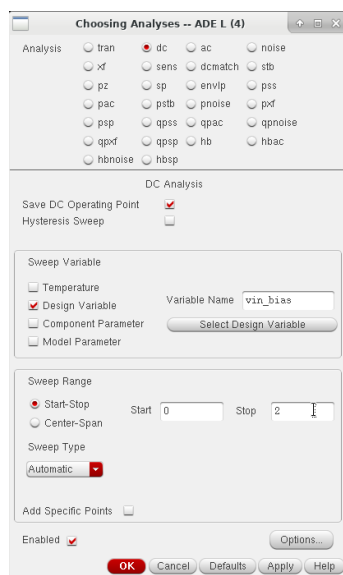 Choosing Analyses -- ADE L (4)
Analysis tran dc ac noise
xf sens dcmatch stb
pz sp envlp pss
pac pstb pnoise pxf
psp qpss qpac qpnoise
qpxf qpsp hb hbac
hbnoise hbsp
DC Analysis
Save DC Operating Point
Hysteresis Sweep
Sweep Variable
Temperature
Design Variable Variable Name vin_bias
Component Parameter Select Design Variable
Model Parameter
Sweep Range
Start-Stop Start 0 Stop 2
Center-Span
Sweep Type
Automatic
Add Specific Points
Enabled Options...
OK Cancel Defaults Apply Help